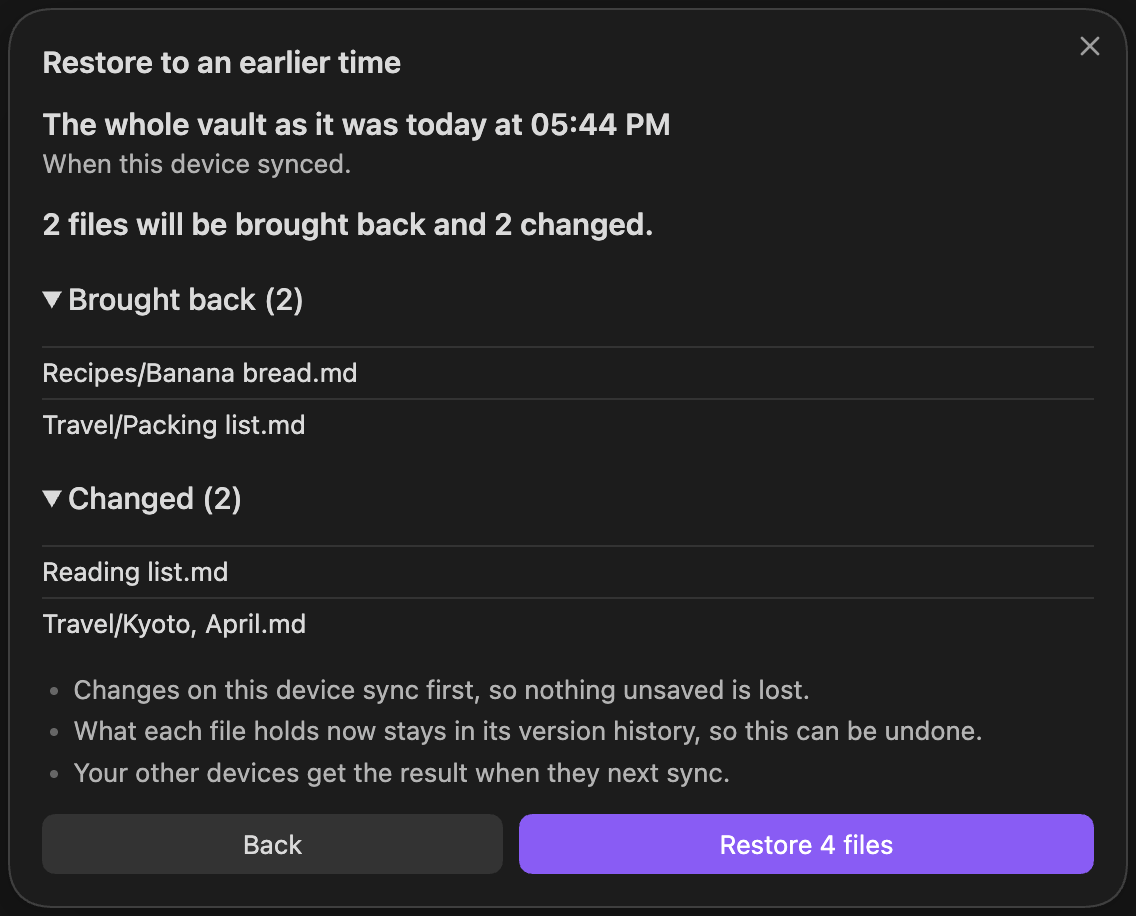 Restore to an earlier time
The whole vault as it was today at 05:44 PM
When this device synced.
2 files will be brought back and 2 changed.
▼ Brought back (2)
Recipes/Banana bread.md
Travel/Packing list.md
▼ Changed (2)
Reading list.md
Travel/Kyoto, April.md
• Changes on this device sync first, so nothing unsaved is lost.
• What each file holds now stays in its version history, so this can be undone.
• Your other devices get the result when they next sync.
Back
Restore 4 files